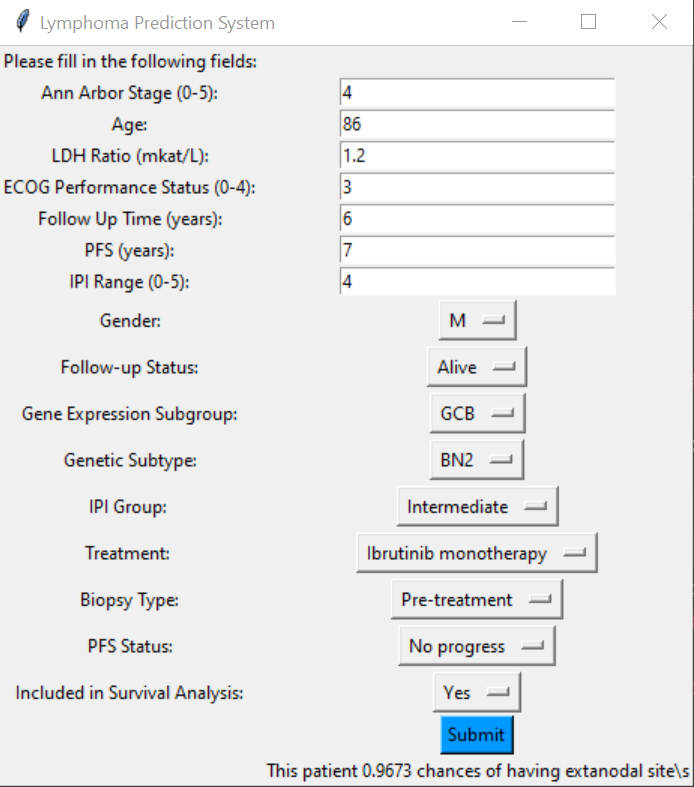 Lymphoma Prediction System
Please fill in the following fields:
Ann Arbor Stage (0-5): 4
Age: 86
LDH Ratio (mkat/L): 1.2
ECOG Performance Status (0-4): 3
Follow Up Time (years): 6
PFS (years): 7
IPI Range (0-5): 4
Gender: M
Follow-up Status: Alive
Gene Expression Subgroup: GCB
Genetic Subtype: BN2
IPI Group: Intermediate
Treatment: Ibrutinib monotherapy
Biopsy Type: Pre-treatment
PFS Status: No progress
Included in Survival Analysis: Yes
Submit
This patient 0.9673 chances of having extanodal site\s